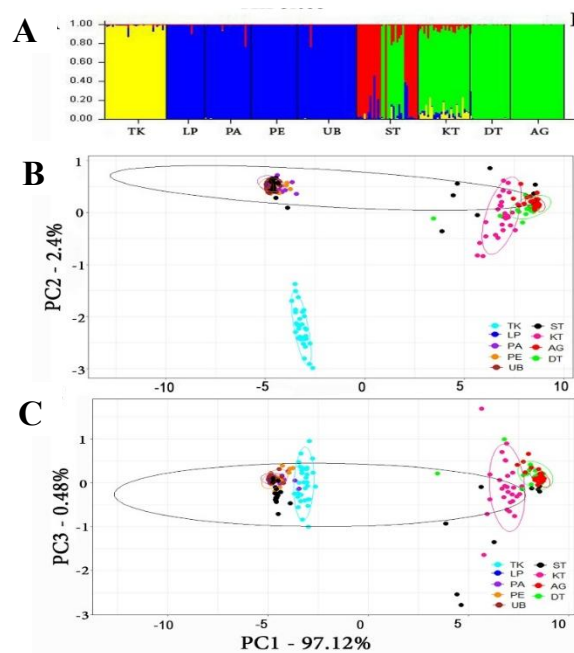 A
1.00
0.80
0.60
0.40
0.20
0.00
TK LP PA PE UB ST KT DT AG
B
1
0
-1
-2
-3
PC2 - 2.4%
-10 -5 0 5 10
TK ST
LP KT
PA AG
PE DT
UB
C
1
0
-1
-2
-3
PC3 - 0.48%
TK ST
LP KT
PA AG
PE DT
UB
-10 -5 0 5 10
PC1 - 97.12%